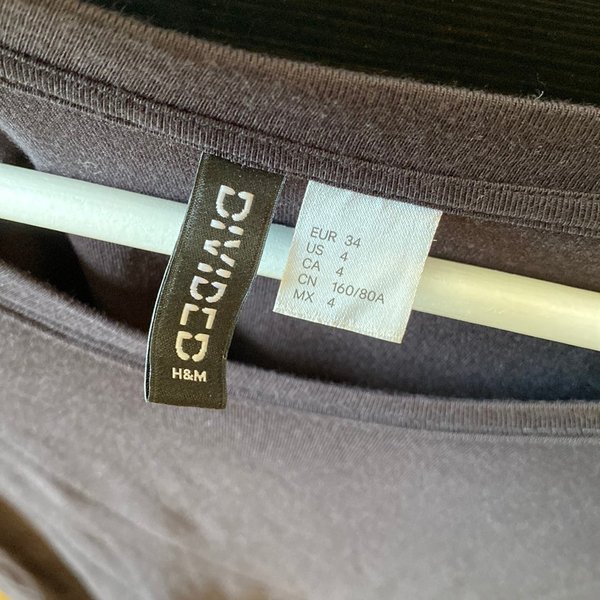 DIVIDED
H&M
EUR 34
US 4
CA 4
CN 160/80A
MX 4